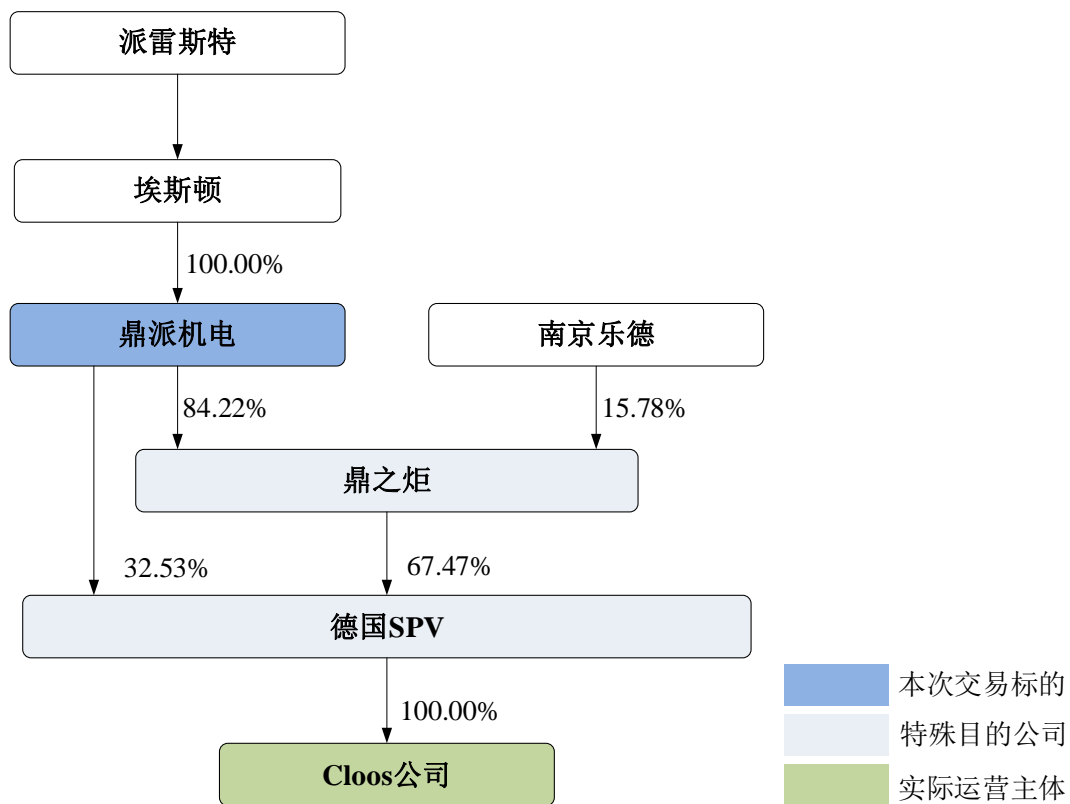 派雷斯特
埃斯顿
100.00%
鼎派机电
南京乐德
84.22%
15.78%
鼎之炬
32.53%
67.47%
德国SPV
100.00%
Cloos公司
本次交易标的
特殊目的公司
实际运营主体